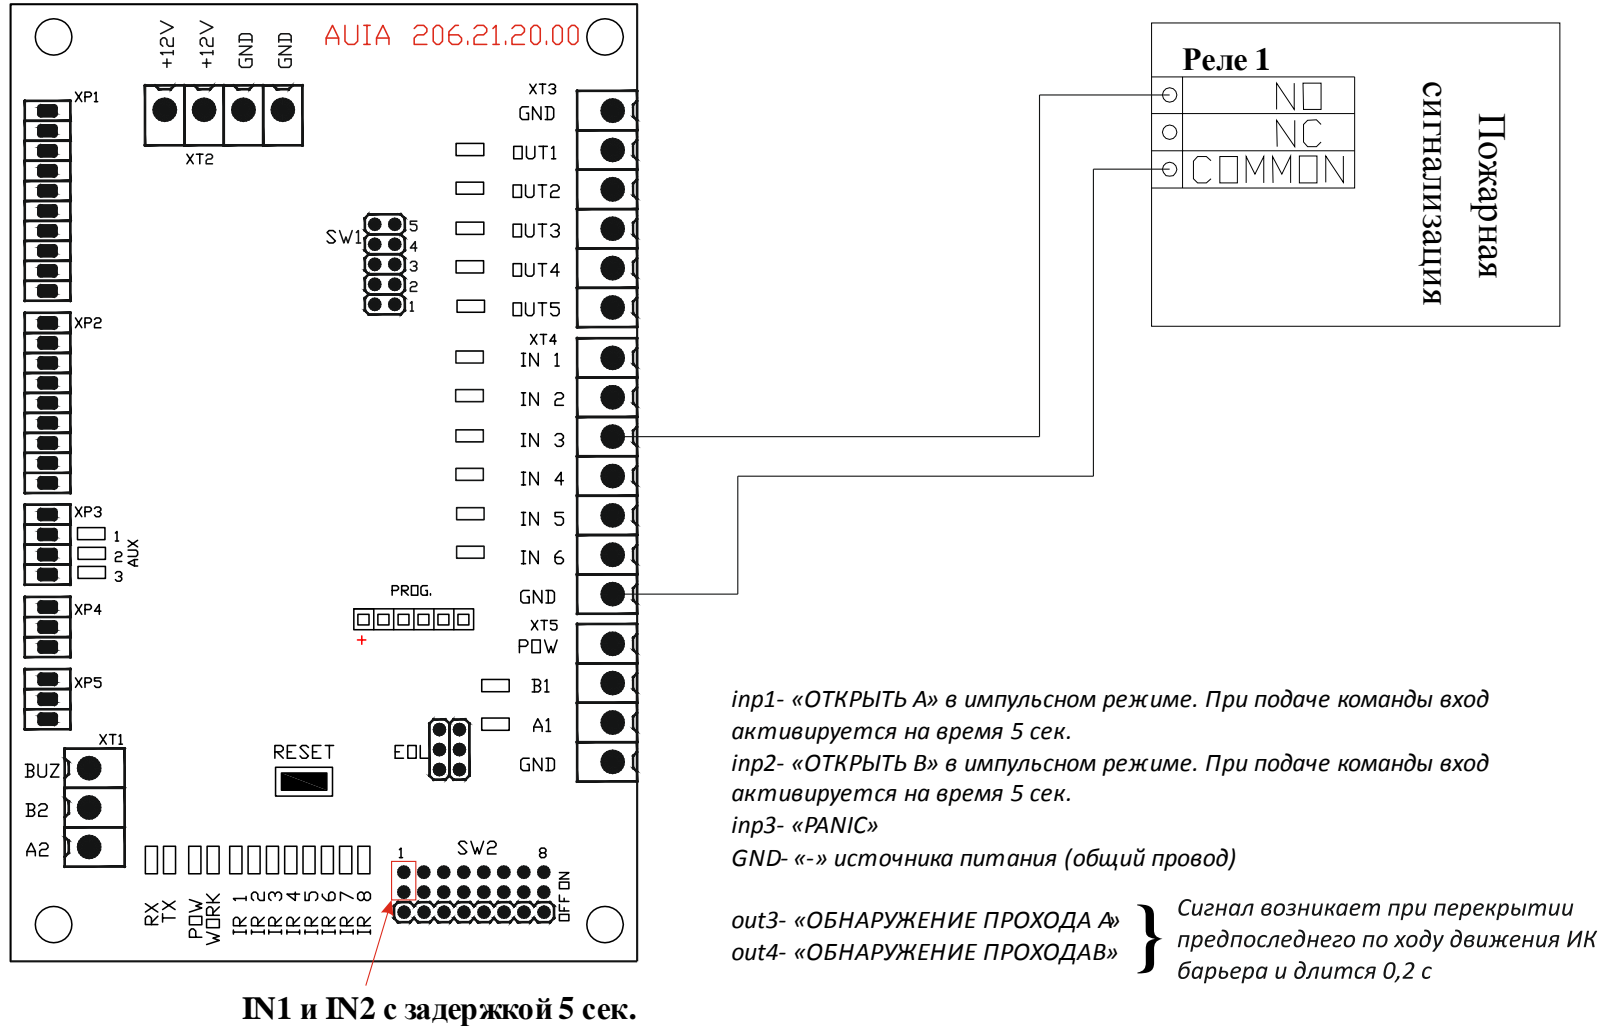 AUIA 206.21.20.00
+12V
+12V
GND
GND
XT2
XP1
XP2
XP3
1
2
3
AUX
XP4
XP5
XT1
BUZ
B2
A2
SW1
5
4
3
2
1
XT3
GND
OUT1
OUT2
OUT3
OUT4
OUT5
XT4
IN 1
IN 2
IN 3
IN 4
IN 5
IN 6
GND
XT5
POW
B1
A1
GND
PROG.
+
RESET
EOL
RX
TX
POW
WORK
IR 1
IR 2
IR 3
IR 4
IR 5
IR 6
IR 7
IR 8
1
SW2
8
OFF ON
IN1 и IN2 с задержкой 5 сек.
Реле 1
NO
NC
COMMON
Пожарная
сигнализация
inp1- «ОТКРЫТЬ А» в импульсном режиме. При подаче команды вход
активируется на время 5 сек.
inp2- «ОТКРЫТЬ В» в импульсном режиме. При подаче команды вход
активируется на время 5 сек.
inp3- «PANIC»
GND- «-» источника питания (общий провод)
out3- «ОБНАРУЖЕНИЕ ПРОХОДА А»
out4- «ОБНАРУЖЕНИЕ ПРОХОДАВ»
}
Сигнал возникает при перекрытии
предпоследнего по ходу движения ИК
барьера и длится 0,2 с